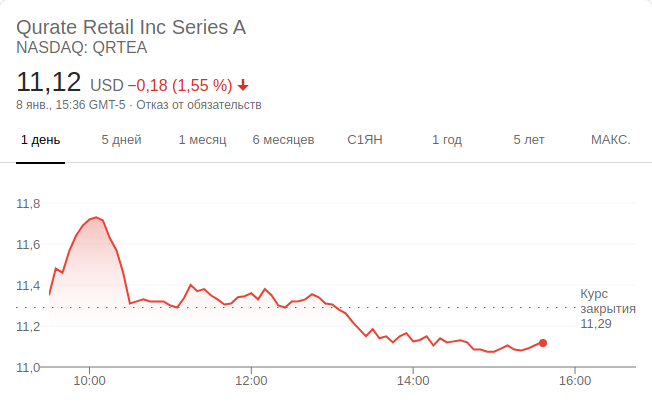 Qurate Retail Inc Series A
NASDAQ: QRTEA
11,12 USD −0,18 (1,55 %)
8 янв., 15:36 GMT-5 · Отказ от обязательств
1 день 5 дней 1 месяц 6 месяцев С1ЯН 1 год 5 лет МАКС.
11,8
11,6
11,4
Курс
закрытия
11,29
11,2
11,0
10:00 12:00 14:00 16:00